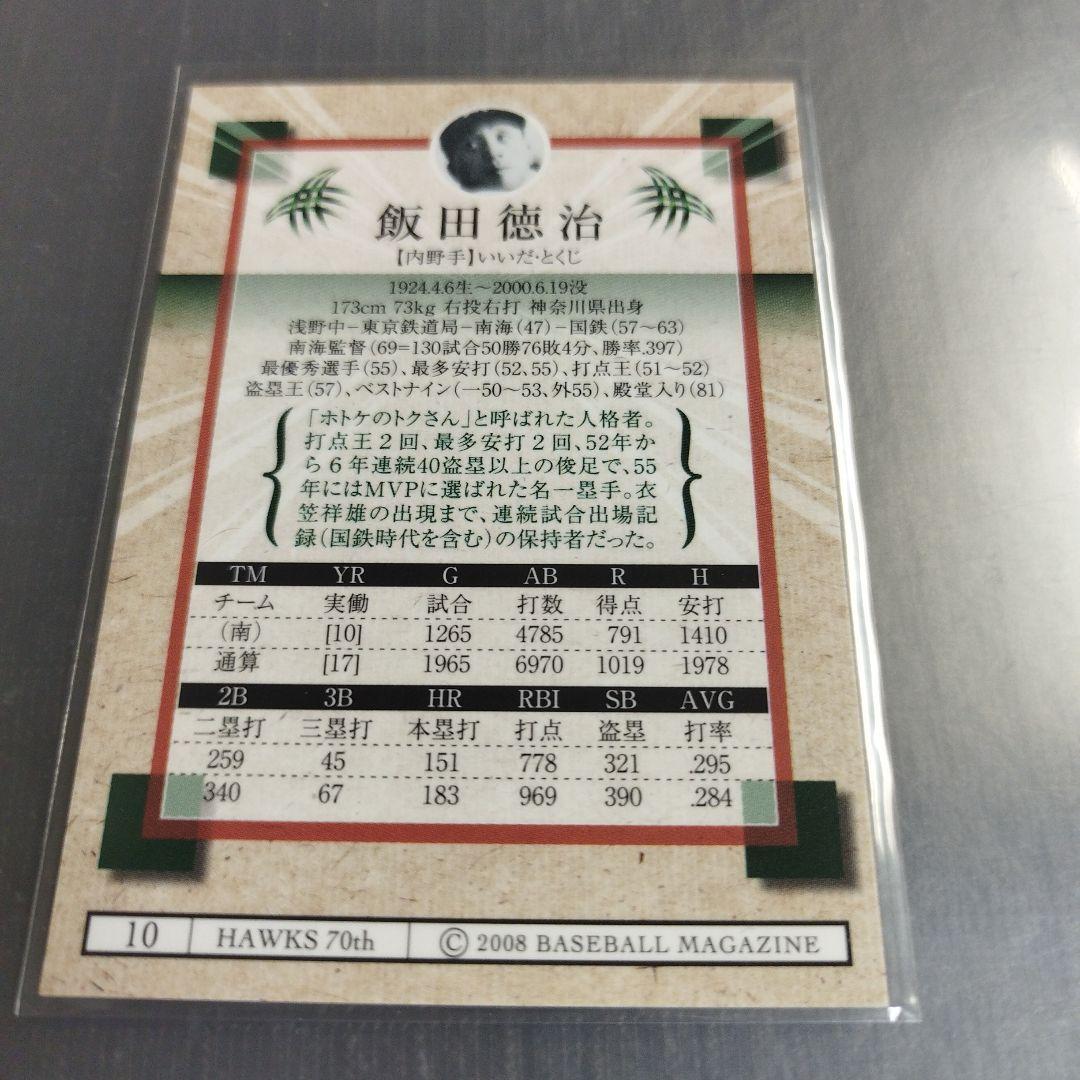 飯田徳治
【内野手】いいだ・とくじ
1924.4.6生～2000.6.19没
173cm 73kg 右投右打 神奈川県出身
浅野中－東京鉄道局－南海(47)－国鉄(57～63)
南海監督(69=130試合50勝76敗4分、勝率.397)
最優秀選手(55)、最多安打(52、55)、打点王(51～52)
盗塁王(57)、ベストナイン(一50～53、外55)、殿堂入り(81)
「ホトケのトクさん」と呼ばれた人格者。
打点王2回、最多安打2回、52年か
ら6年連続40盗塁以上の俊足で、55
年にはMVPに選ばれた名一塁手。衣
笠祥雄の出現まで、連続試合出場記
録(国鉄時代を含む)の保持者だった。
TM YR G AB R H
チーム 実働 試合 打数 得点 安打
(南) [10] 1265 4785 791 1410
通算 [17] 1965 6970 1019 1978
2B 3B HR RBI SB AVG
二塁打 三塁打 本塁打 打点 盗塁 打率
259 45 151 778 321 .295
340 67 183 969 390 .284
10 HAWKS 70th © 2008 BASEBALL MAGAZINE